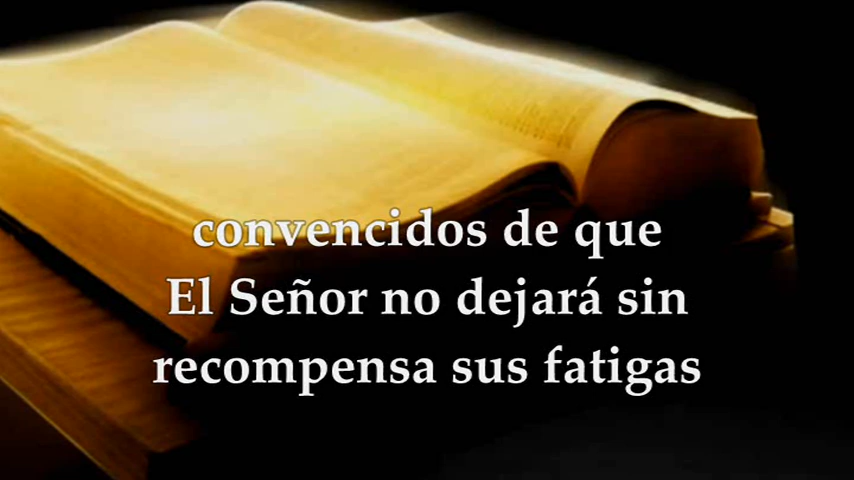 convencidos de que
El Señor no dejará sin
recompensa sus fatigas